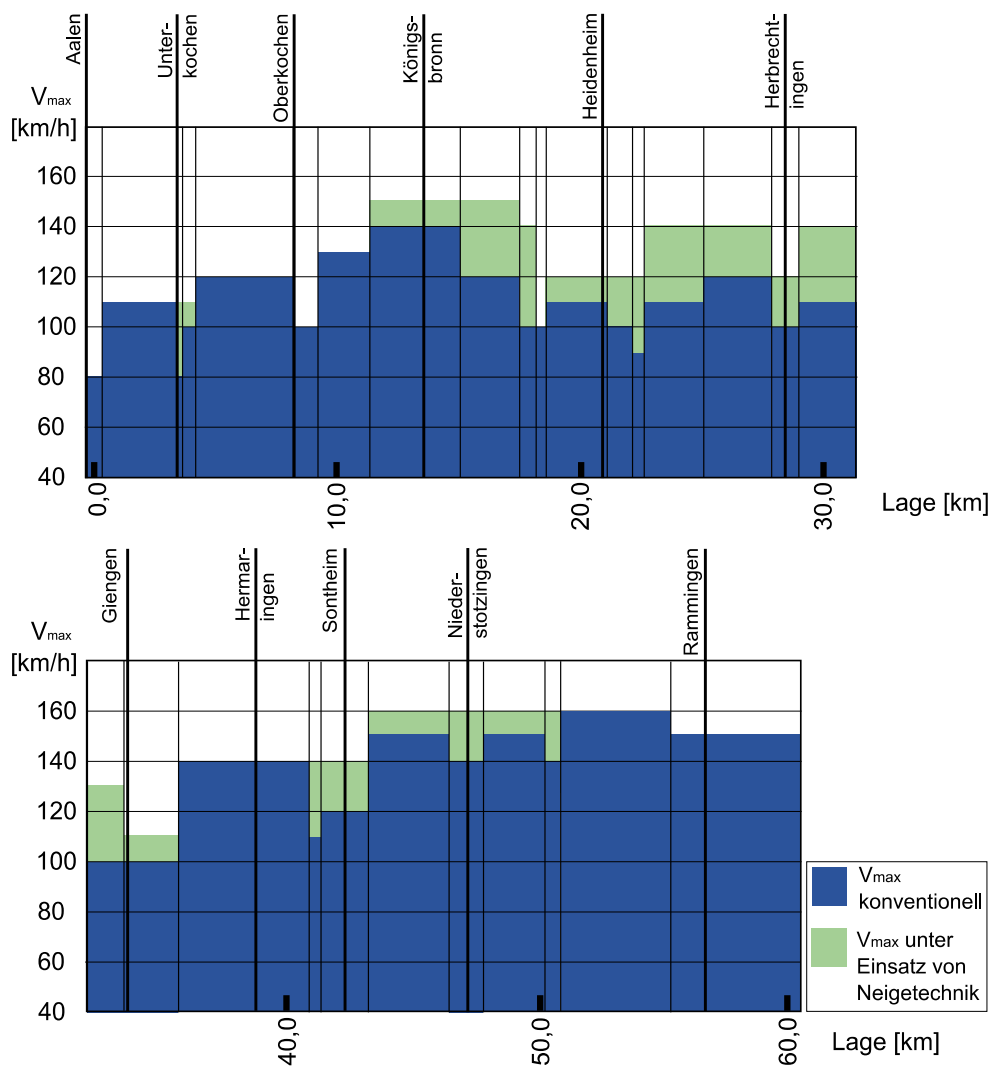 Aalen
Unter-
kochen
Oberkochen
Königs-
bronn
Heidenheim
Herbrecht-
ingen
Vmax
[km/h]
160
140
120
100
80
60
40
0,0
10,0
20,0
30,0
Lage [km]
Giengen
Hermar-
ingen
Sontheim
Nieder-
stotzingen
Rammingen
Vmax
[km/h]
160
140
120
100
80
60
40
40,0
50,0
60,0
Lage [km]
Vmax
konventionell
Vmax unter
Einsatz von
Neigetechnik